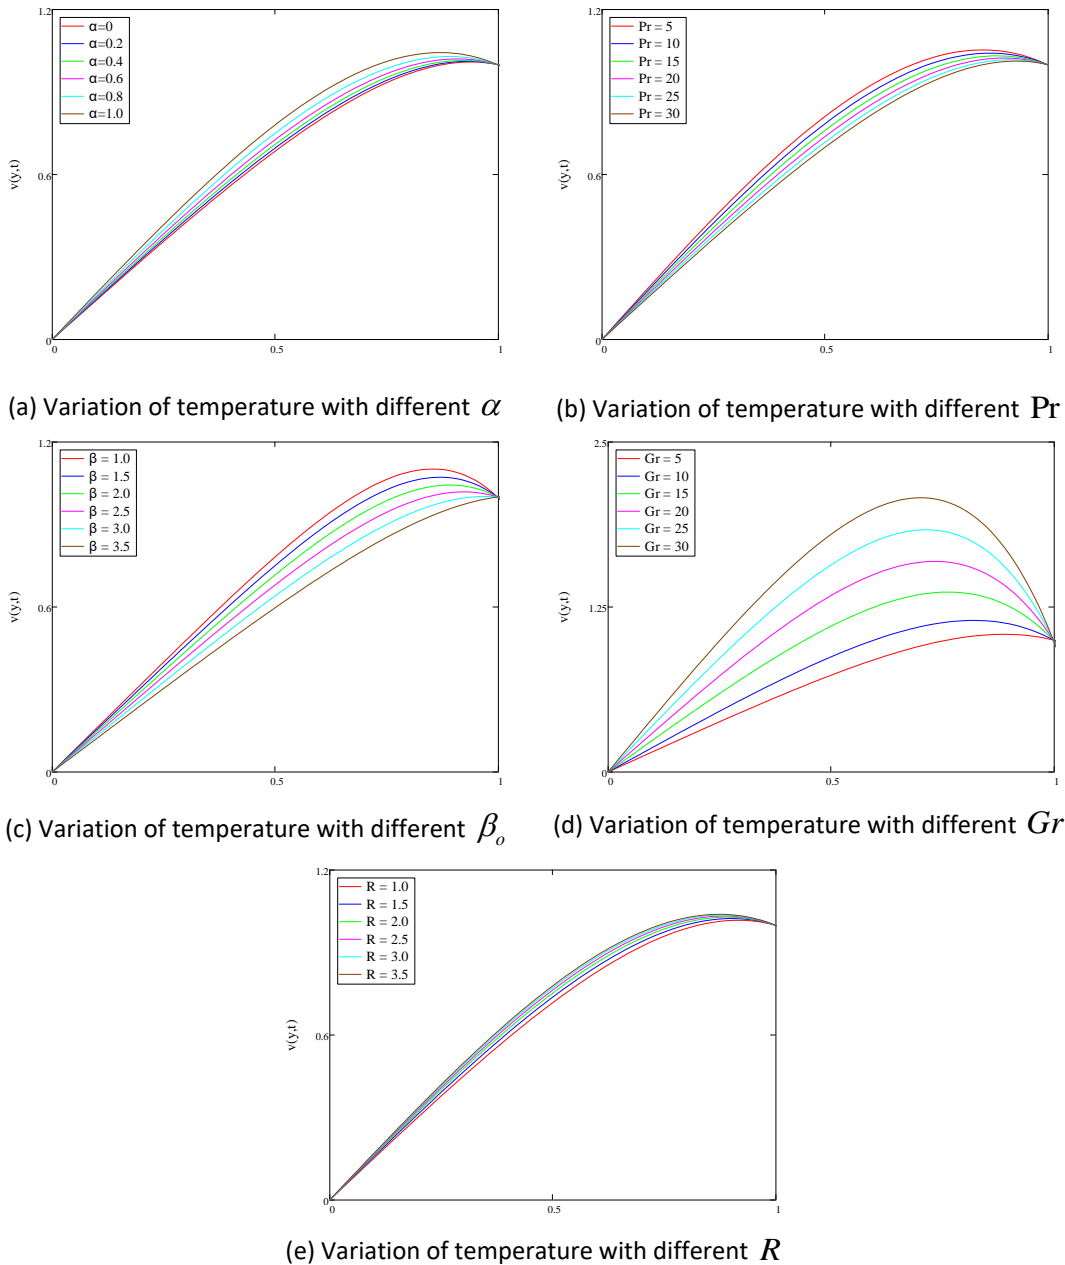 1.2
α=0
α=0.2
α=0.4
α=0.6
α=0.8
α=1.0
v(y,t)
0.6
0
0
0.5
1
1.2
Pr = 5
Pr = 10
Pr = 15
Pr = 20
Pr = 25
Pr = 30
v(y,t)
0.6
0
0
0.5
1
(a) Variation of temperature with different α
(b) Variation of temperature with different Pr
1.2
β = 1.0
β = 1.5
β = 2.0
β = 2.5
β = 3.0
β = 3.5
v(y,t)
0.6
0
0
0.5
1
2.5
Gr = 5
Gr = 10
Gr = 15
Gr = 20
Gr = 25
Gr = 30
v(y,t)
1.25
0
0
0.5
1
(c) Variation of temperature with different βₒ
(d) Variation of temperature with different Gr
1.2
R = 1.0
R = 1.5
R = 2.0
R = 2.5
R = 3.0
R = 3.5
v(y,t)
0.6
0
0
0.5
1
(e) Variation of temperature with different R